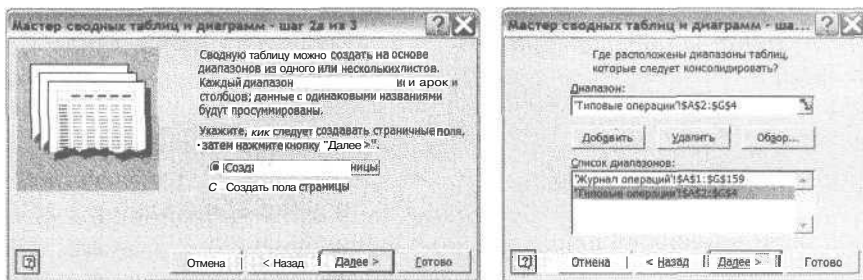 Мастер сводных таблиц и диаграмм - шаг 2а из 3
Сводную таблицу можно создать на основе
диапазонов из одного или нескольких листов.
Каждый диапазон и арок и
столбцов; данные с одинаковыми названиями
будут просуммированы.
Укажите, как следует создавать страничные поля,
затем нажмите кнопку "Далее >".
Созд ницы
С Создать пола страницы
Отмена
< Назад
Далее >
Готово
Мастер сводных таблиц и диаграмм - ша...
Где расположены диапазоны таблиц,
которые следует консолидировать?
Диапазон:
'Типовые операции'!$A$2:$G$4
Добавить
Удалить
Обзор...
Список диапазонов:
'Журнал операций'!$A$1:$G$159
'Типовые операции'!$A$2:$G$4
Отмена
< Назад
Далее >
Готово